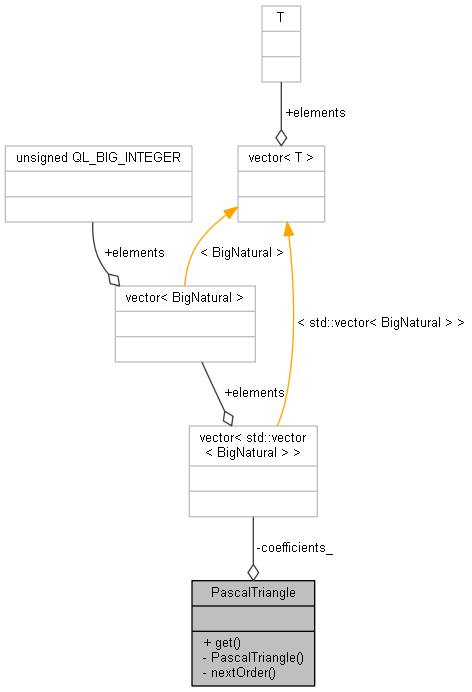 T
+elements
unsigned QL_BIG_INTEGER
vector< T >
+elements
< BigNatural >
vector< BigNatural >
< std::vector< BigNatural > >
+elements
vector< std::vector
< BigNatural > >
-coefficients_
PascalTriangle
+ get()
- PascalTriangle()
- nextOrder()